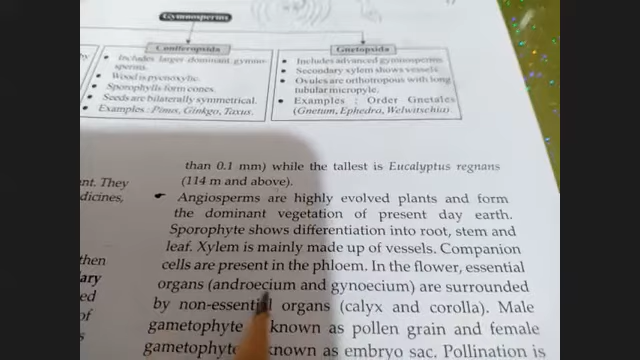 Gymnosperms
Coniferopsida
• Includes larger dominant gymno-
sperms.
• Wood is pycnoxylic.
• Sporophylls form cones.
• Seeds are bilaterally symmetrical.
• Examples : Pinus, Ginkgo, Taxus.
Gnetopsida
• Includes advanced gymnosperms.
• Secondary xylem shows vessels.
• Ovules are orthotropous with long
tubular micropyle.
• Examples : Order Gnetales
(Gnetum, Ephedra, Welwitschia).
nt. They
dicines,
then
lary
ed
of
ks
than 0.1 mm) while the tallest is Eucalyptus regnans
(114 m and above).
Angiosperms are highly evolved plants and form
the dominant vegetation of present day earth.
Sporophyte shows differentiation into root, stem and
leaf. Xylem is mainly made up of vessels. Companion
cells are present in the phloem. In the flower, essential
organs (androecium and gynoecium) are surrounded
by non-essential organs (calyx and corolla). Male
gametophyte known as pollen grain and female
gametophyte known as embryo sac. Pollination is